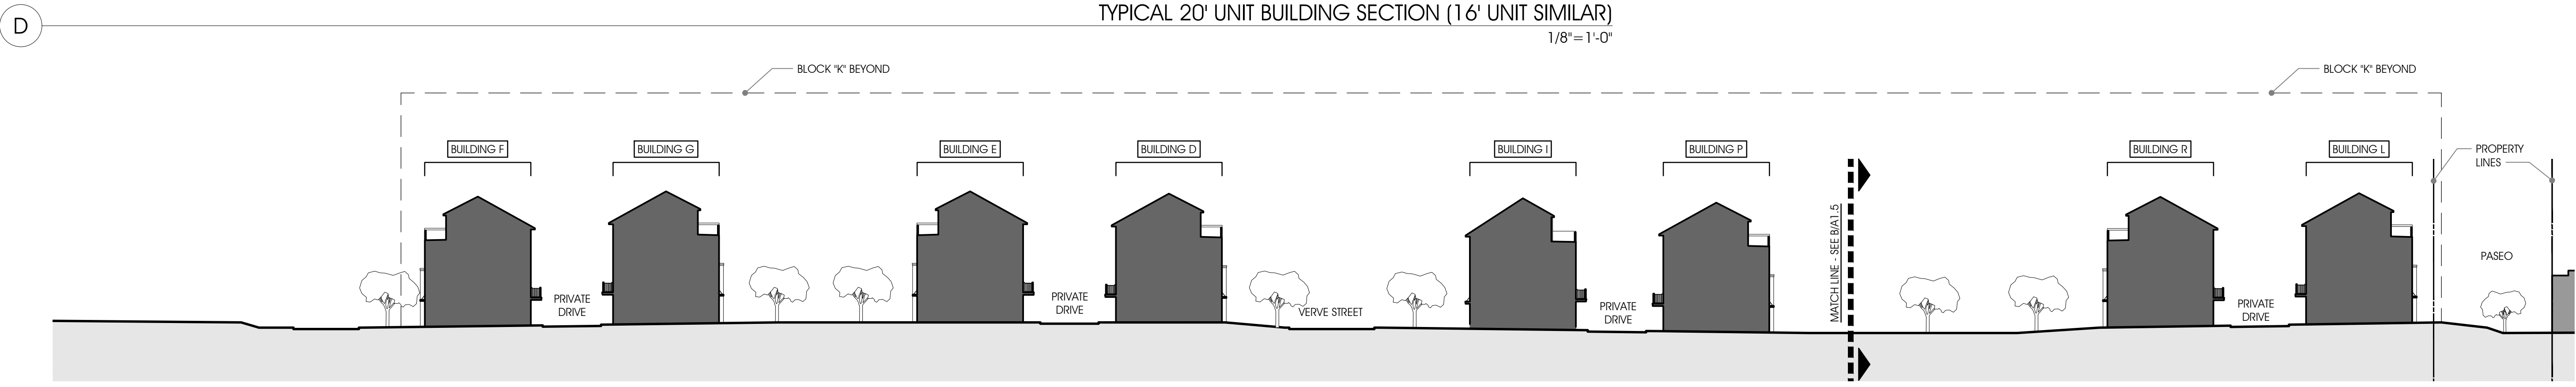 D
TYPICAL 20' UNIT BUILDING SECTION (16' UNIT SIMILAR)
1/8"=1'-0"
BLOCK "K" BEYOND
BLOCK "K" BEYOND
BUILDING F
BUILDING G
BUILDING E
BUILDING D
BUILDING I
BUILDING P
BUILDING R
BUILDING L
PROPERTY
LINES
MATCH LINE - SEE B/A1.5
PASEO
PRIVATE
DRIVE
PRIVATE
DRIVE
VERVE STREET
PRIVATE
DRIVE
PRIVATE
DRIVE